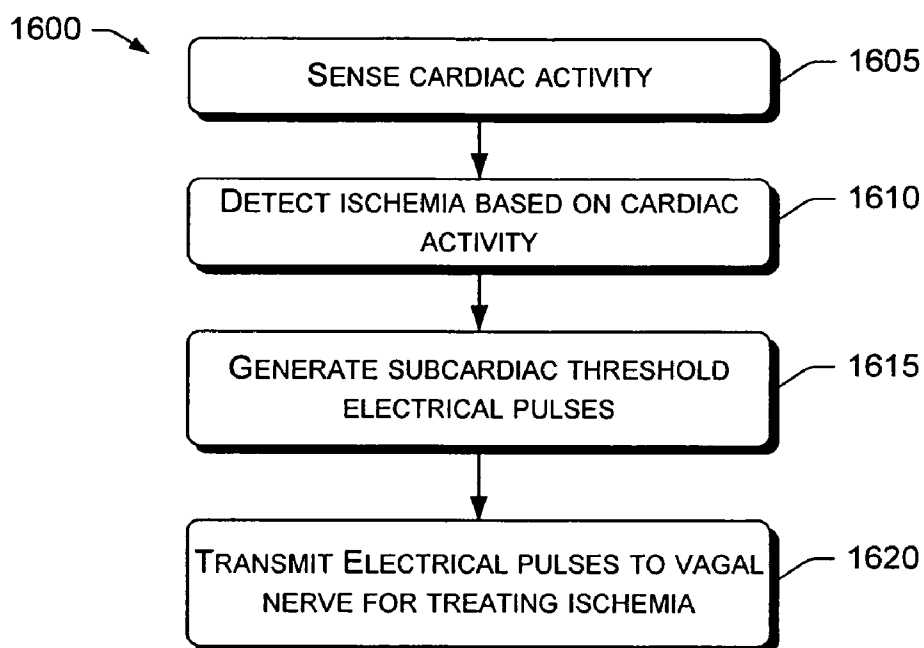 1600
SENSE CARDIAC ACTIVITY
1605
DETECT ISCHEMIA BASED ON CARDIAC
ACTIVITY
1610
GENERATE SUBCARDIAC THRESHOLD
ELECTRICAL PULSES
1615
TRANSMIT ELECTRICAL PULSES TO VAGAL
NERVE FOR TREATING ISCHEMIA
1620